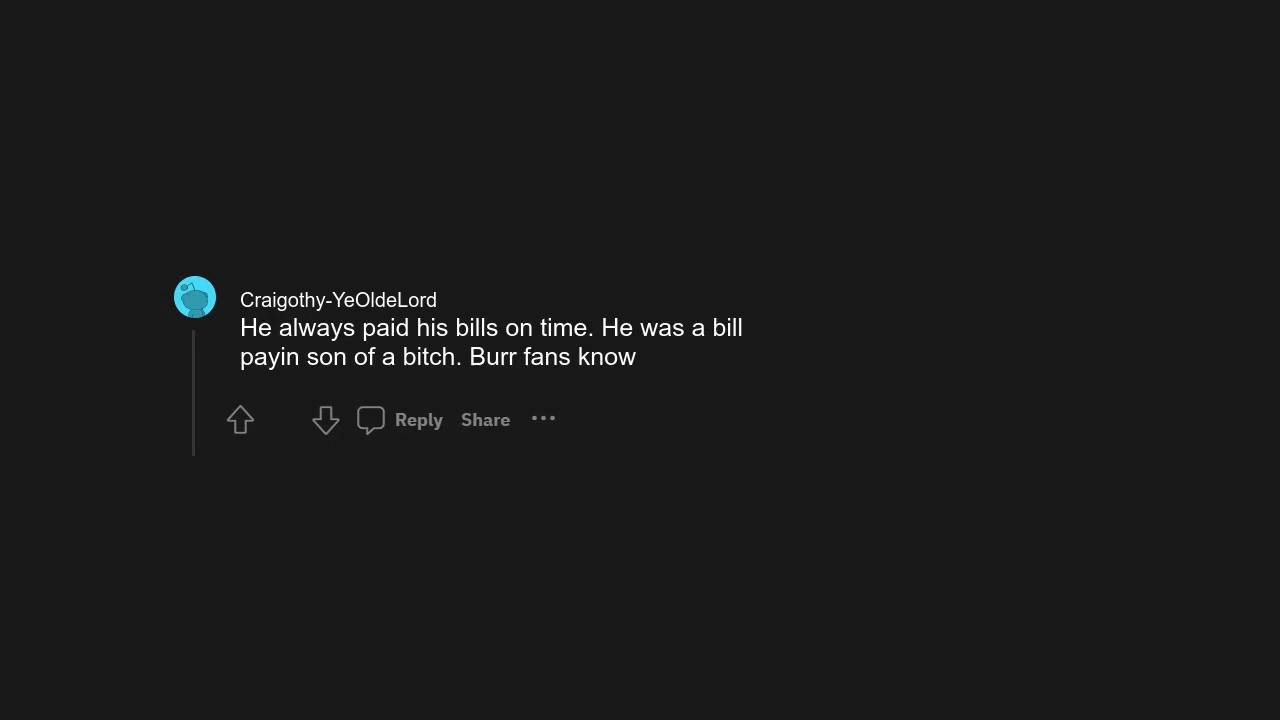 Craigothy-YeOldeLord
He always paid his bills on time. He was a bill
payin son of a bitch. Burr fans know
Reply Share